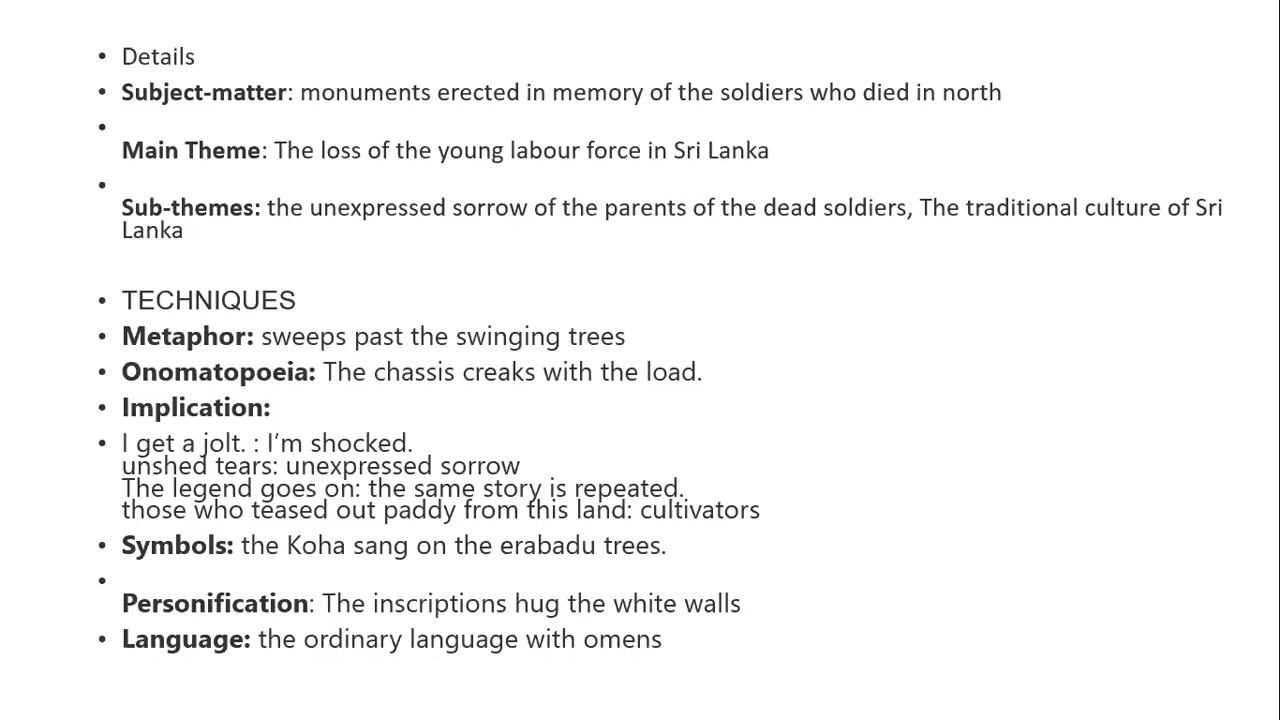 • Details
• Subject-matter: monuments erected in memory of the soldiers who died in north
•
Main Theme: The loss of the young labour force in Sri Lanka
•
Sub-themes: the unexpressed sorrow of the parents of the dead soldiers, The traditional culture of Sri
Lanka
• TECHNIQUES
• Metaphor: sweeps past the swinging trees
• Onomatopoeia: The chassis creaks with the load.
• Implication:
• I get a jolt. : I’m shocked.
unshed tears: unexpressed sorrow
The legend goes on: the same story is repeated.
those who teased out paddy from this land: cultivators
• Symbols: the Koha sang on the erabadu trees.
•
Personification: The inscriptions hug the white walls
• Language: the ordinary language with omens